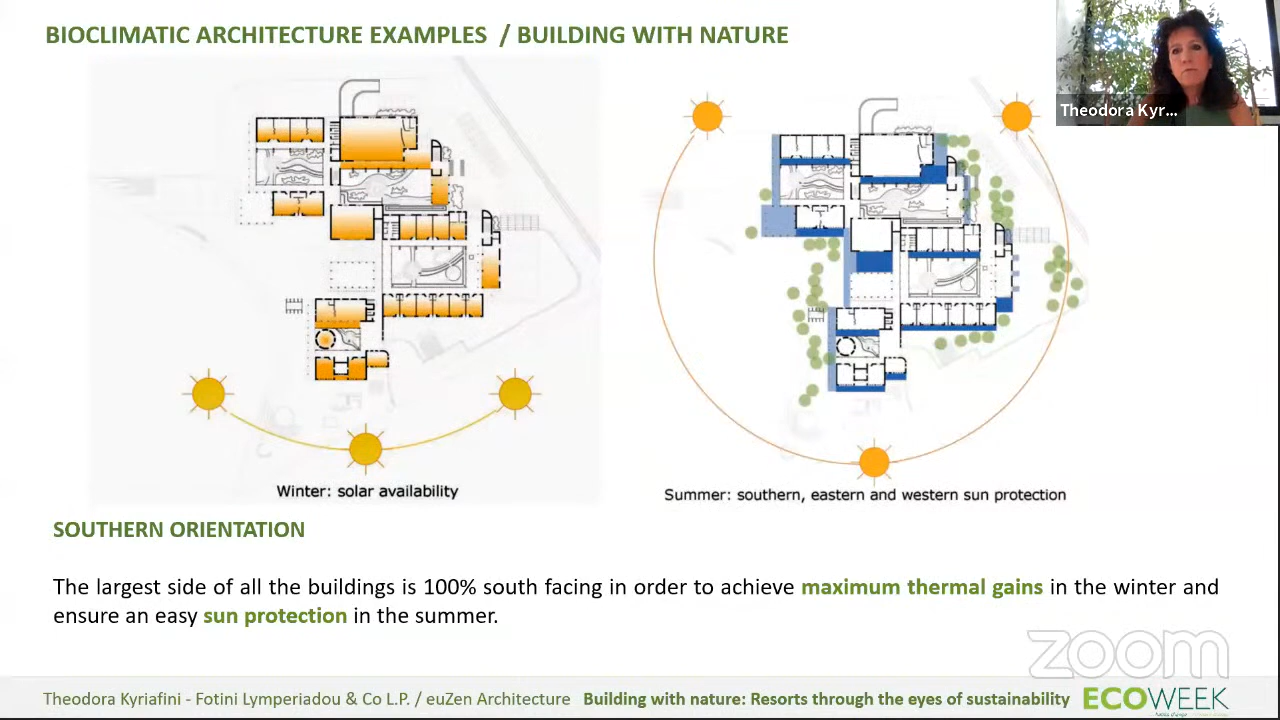 BIOCLIMATIC ARCHITECTURE EXAMPLES / BUILDING WITH NATURE
Theodora Kyr...
Winter: solar availability
Summer: southern, eastern and western sun protection
SOUTHERN ORIENTATION
The largest side of all the buildings is 100% south facing in order to achieve maximum thermal gains in the winter and
ensure an easy sun protection in the summer.
zoom
Theodora Kyriafini - Fotini Lymperiadou & Co L.P. / euZen Architecture Building with nature: Resorts through the eyes of sustainability ECOWEEK